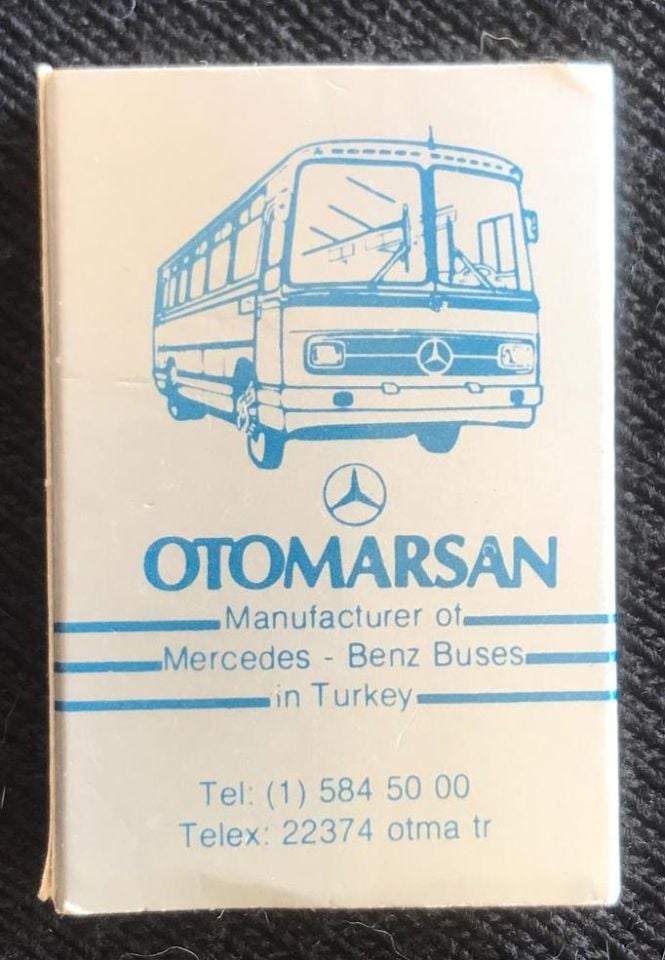 OTOMARSAN
Manufacturer of
Mercedes - Benz Buses
in Turkey
Tel: (1) 584 50 00
Telex: 22374 otma tr